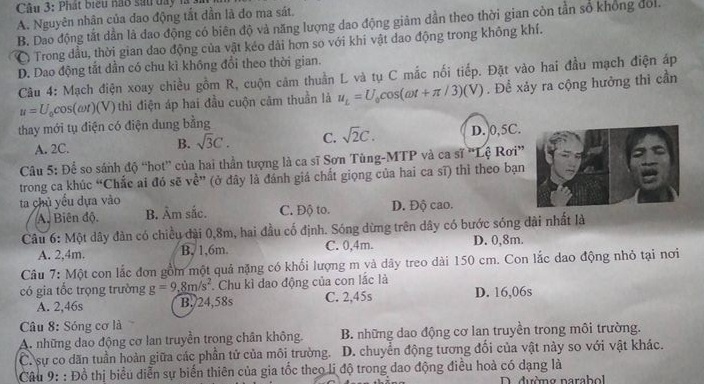 Câu 3: Phát biểu nào sau đây là sai
A. Nguyên nhân của dao động tắt dần là do ma sát.
B. Dao động tắt dần là dao động có biên độ và năng lượng dao động giảm dần theo thời gian còn tần số không đổi.
C. Trong dầu, thời gian dao động của vật kéo dài hơn so với khi vật dao động trong không khí.
D. Dao động tắt dần có chu kì không đổi theo thời gian.
Câu 4: Mạch điện xoay chiều gồm R, cuộn cảm thuần L và tụ C mắc nối tiếp. Đặt vào hai đầu mạch điện áp
u = U₀cos(ωt)(V) thì điện áp hai đầu cuộn cảm thuần là u_L = U₀cos(ωt + π/3)(V). Để xảy ra cộng hưởng thì cần
thay mới tụ điện có điện dung bằng
A. 2C. B. √3C. C. √2C. D. 0,5C.
Câu 5: Để so sánh độ "hot" của hai thần tượng là ca sĩ Sơn Tùng-MTP và ca sĩ "Lệ Rơi"
trong ca khúc "Chắc ai đó sẽ về" (ở đây là đánh giá chất giọng của hai ca sĩ) thì theo bạn
ta chủ yếu dựa vào
A. Biên độ. B. Âm sắc. C. Độ to. D. Độ cao.
Câu 6: Một dây đàn có chiều dài 0,8m, hai đầu cố định. Sóng dừng trên dây có bước sóng dài nhất là
A. 2,4m. B. 1,6m. C. 0,4m. D. 0,8m.
Câu 7: Một con lắc đơn gồm một quả nặng có khối lượng m và dây treo dài 150 cm. Con lắc dao động nhỏ tại nơi
có gia tốc trọng trường g = 9,8m/s². Chu kì dao động của con lắc là
A. 2,46s B. 24,58s C. 2,45s D. 16,06s
Câu 8: Sóng cơ là
A. những dao động cơ lan truyền trong chân không. B. những dao động cơ lan truyền trong môi trường.
C. sự co dãn tuần hoàn giữa các phần tử của môi trường. D. chuyển động tương đối của vật này so với vật khác.
Câu 9: : Đồ thị biểu diễn sự biến thiên của gia tốc theo li độ trong dao động điều hoà có dạng là
D. đường parabol